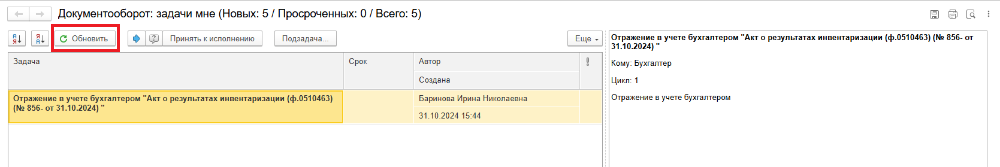 Документооборот: задачи мне (Новых: 5 / Просроченных: 0 / Всего: 5)
А
Я
Я
А
Обновить
Принять к исполнению
Подзадача...
Еще
Задача
Срок
Автор
Создана
Отражение в учете бухгалтером "Акт о результатах инвентаризации (ф.0510463)
(№ 856- от 31.10.2024) "
Баринова Ирина Николаевна
31.10.2024 15:44
Отражение в учете бухгалтером "Акт о результатах инвентаризации (ф.0510463) (№ 856- от
31.10.2024) "
Кому: Бухгалтер
Цикл: 1
Отражение в учете бухгалтером